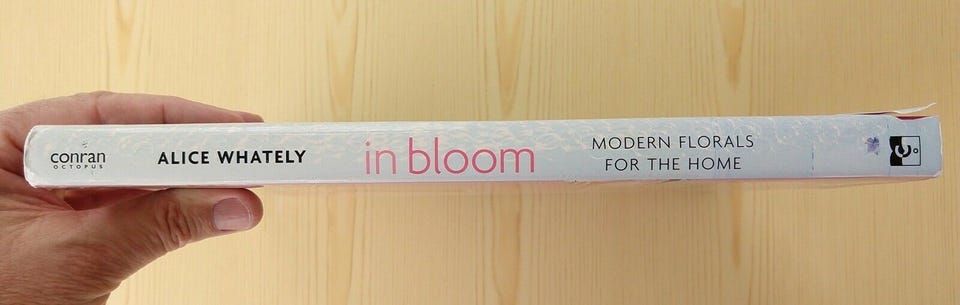 conran
OCTOPUS
ALICE WHATELY
in bloom
MODERN FLORALS
FOR THE HOME